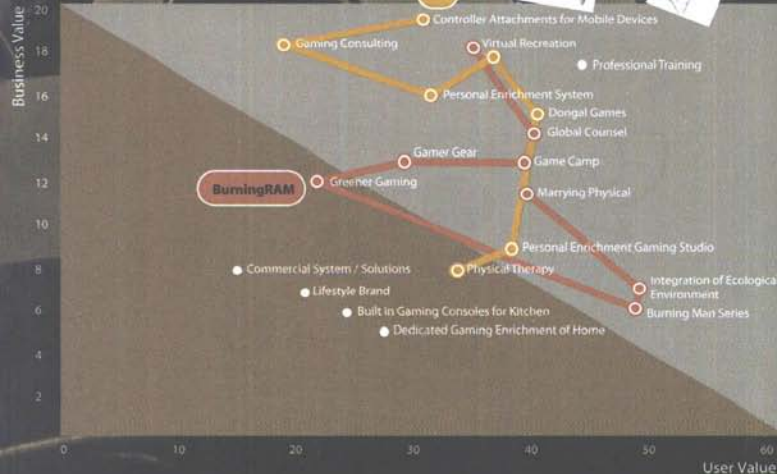 Business Value
20
18
16
14
12
10
8
6
4
2
Controller Attachments for Mobile Devices
Gaming Consulting
Virtual Recreation
Professional Training
Personal Enrichment System
Dongal Games
Global Counsel
Gamer Gear
Game Camp
BurningRAM
Greener Gaming
Marrying Physical
Personal Enrichment Gaming Studio
Commercial System / Solutions
Physical Therapy
Lifestyle Brand
Integration of Ecologica
Environment
Built in Gaming Consoles for Kitchen
Burning Man Series
Dedicated Gaming Enrichment of Home
0 10 20 30 40 50 60
User Value